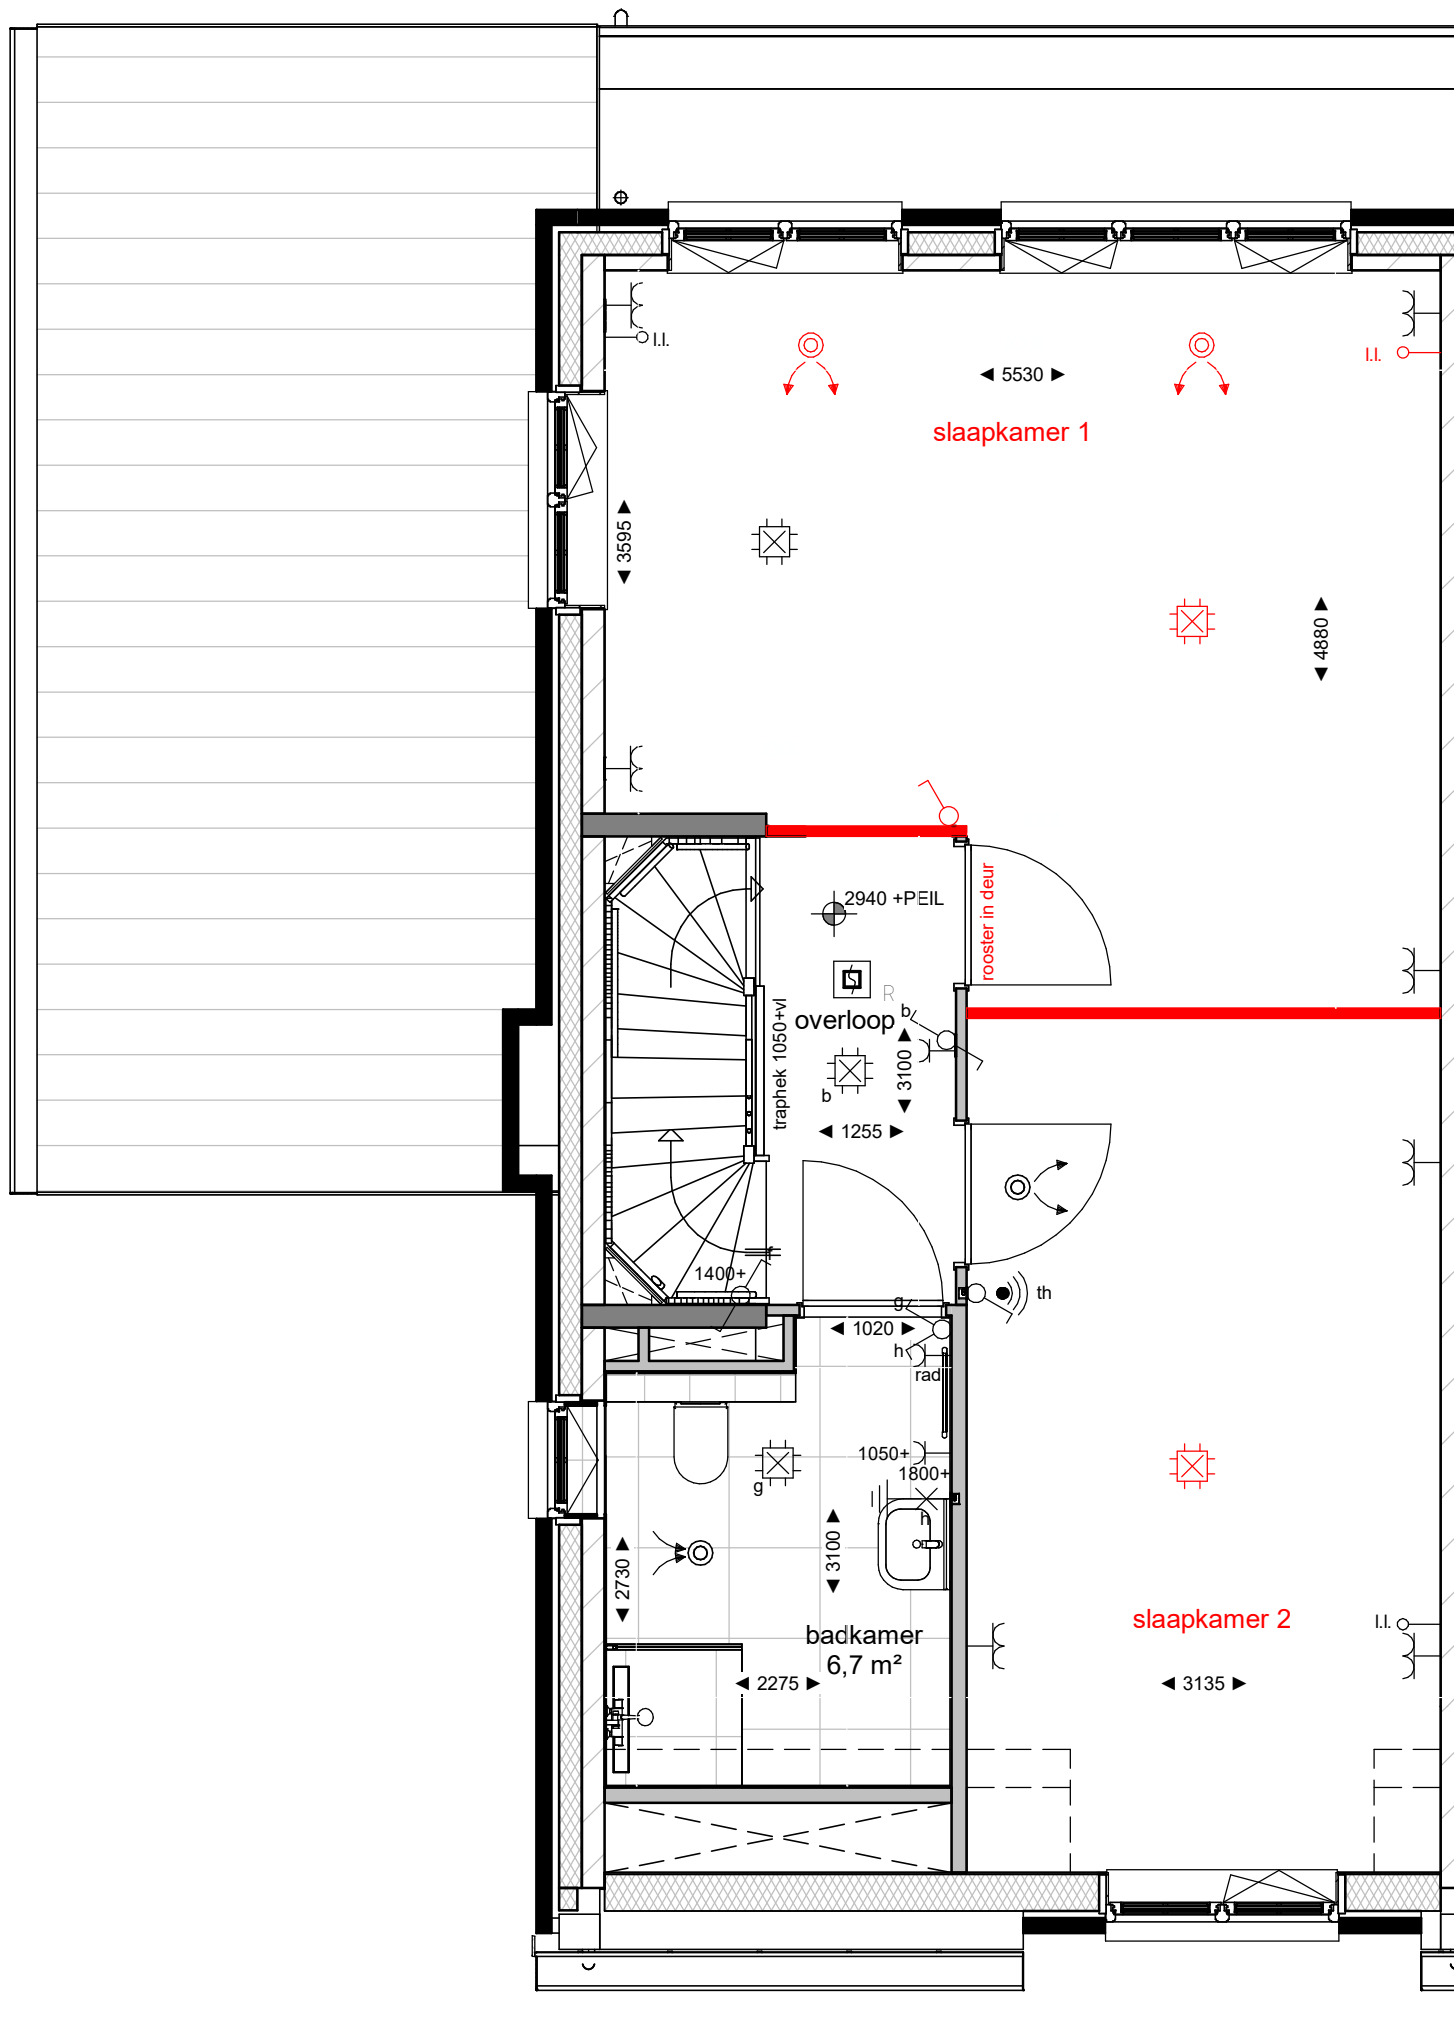 l.l.
l.l.
5530
slaapkamer 1
3595
4880
2940 +PEIL
rooster in deur
R
overloop
b
traphek 1050+vl
3100
b
1255
1400+
th
g
1020
h
rad
1050+
1800+
g
h
3100
2730
slaapkamer 2
l.l.
badkamer
6,7 m²
2275
3135